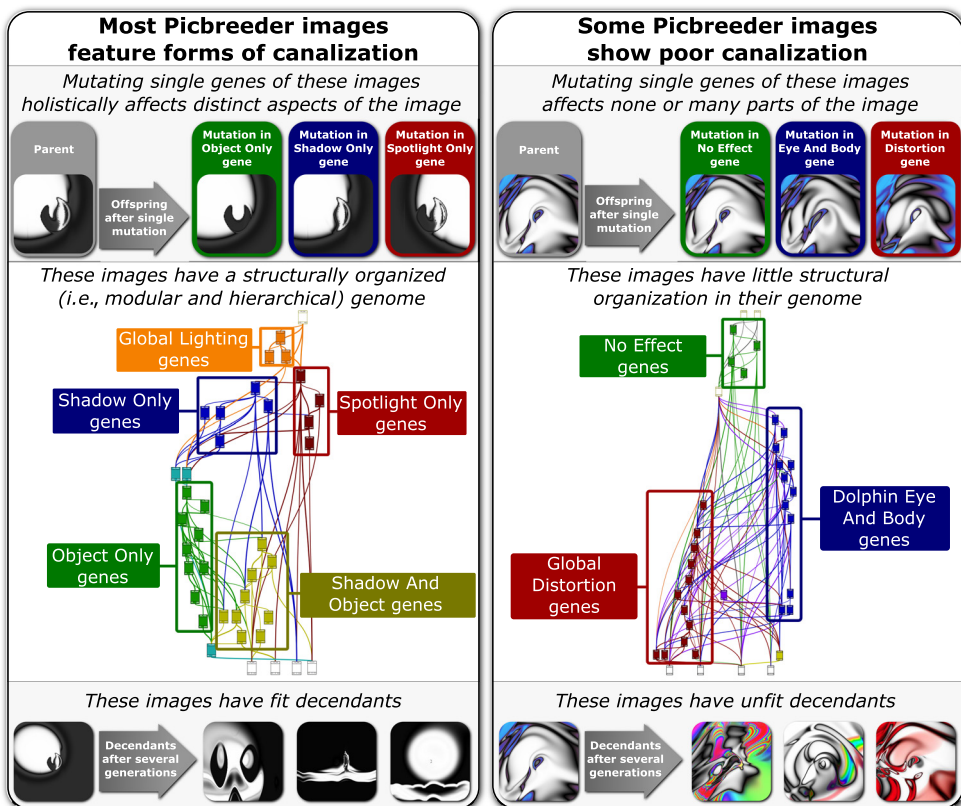 Most Picbreeder images
feature forms of canalization
Mutating single genes of these images
holistically affects distinct aspects of the image
Parent
Offspring
after single
mutation
Mutation in
Object Only
gene
Mutation in
Shadow Only
gene
Mutation in
Spotlight Only
gene
These images have a structurally organized
(i.e., modular and hierarchical) genome
Global Lighting
genes
Shadow Only
genes
Spotlight Only
genes
Object Only
genes
Shadow And
Object genes
These images have fit decendants
Decendants
after several
generations
Some Picbreeder images
show poor canalization
Mutating single genes of these images
affects none or many parts of the image
Parent
Offspring
after single
mutation
Mutation in
No Effect
gene
Mutation in
Eye And Body
gene
Mutation in
Distortion
gene
These images have little structural
organization in their genome
No Effect
genes
Dolphin Eye
And Body
genes
Global
Distortion
genes
These images have unfit decendants
Decendants
after several
generations